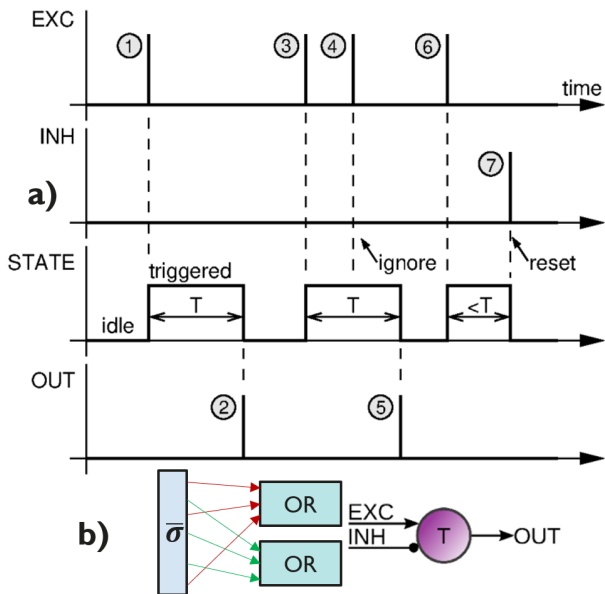 EXC
1
3
4
6
time
INH
7
a)
ignore
reset
STATE
triggered
T
T
<T
idle
OUT
2
5
b)
σ̅
OR
OR
EXC
INH
T
OUT